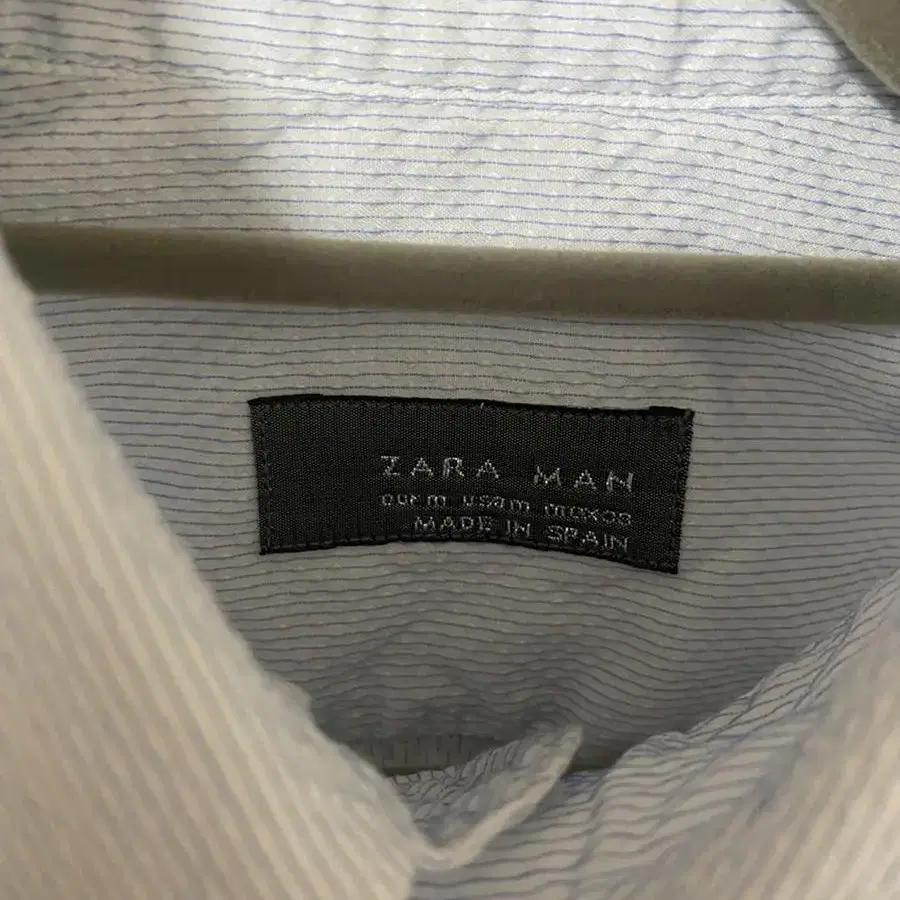 ZARA MAN
eur m usa m mex 38
MADE IN SPAIN